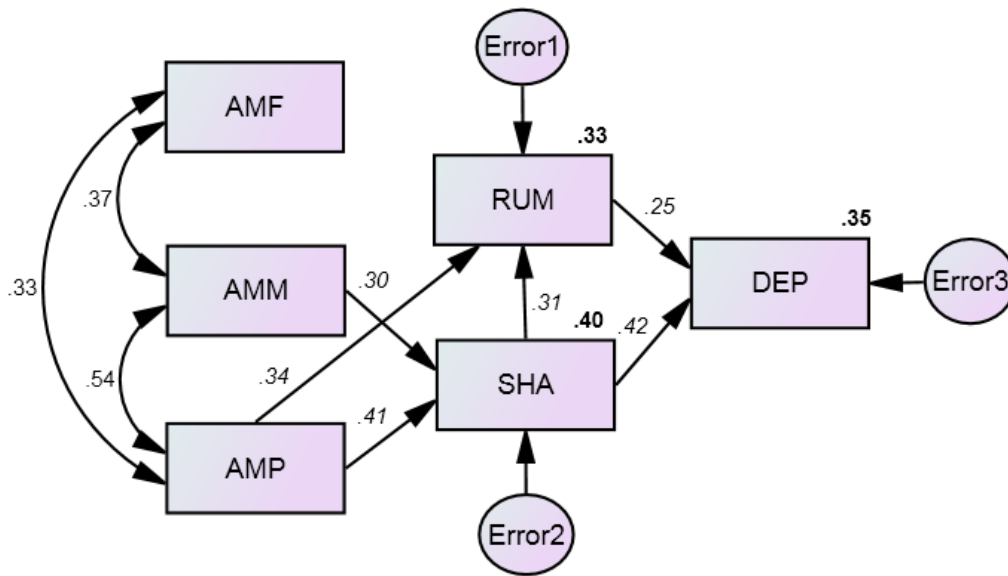 Error1
AMF
.33
RUM
.37
.25
.35
.33
AMM
.30
DEP
Error3
.31
.40
.42
.54
.34
SHA
.41
AMP
Error2